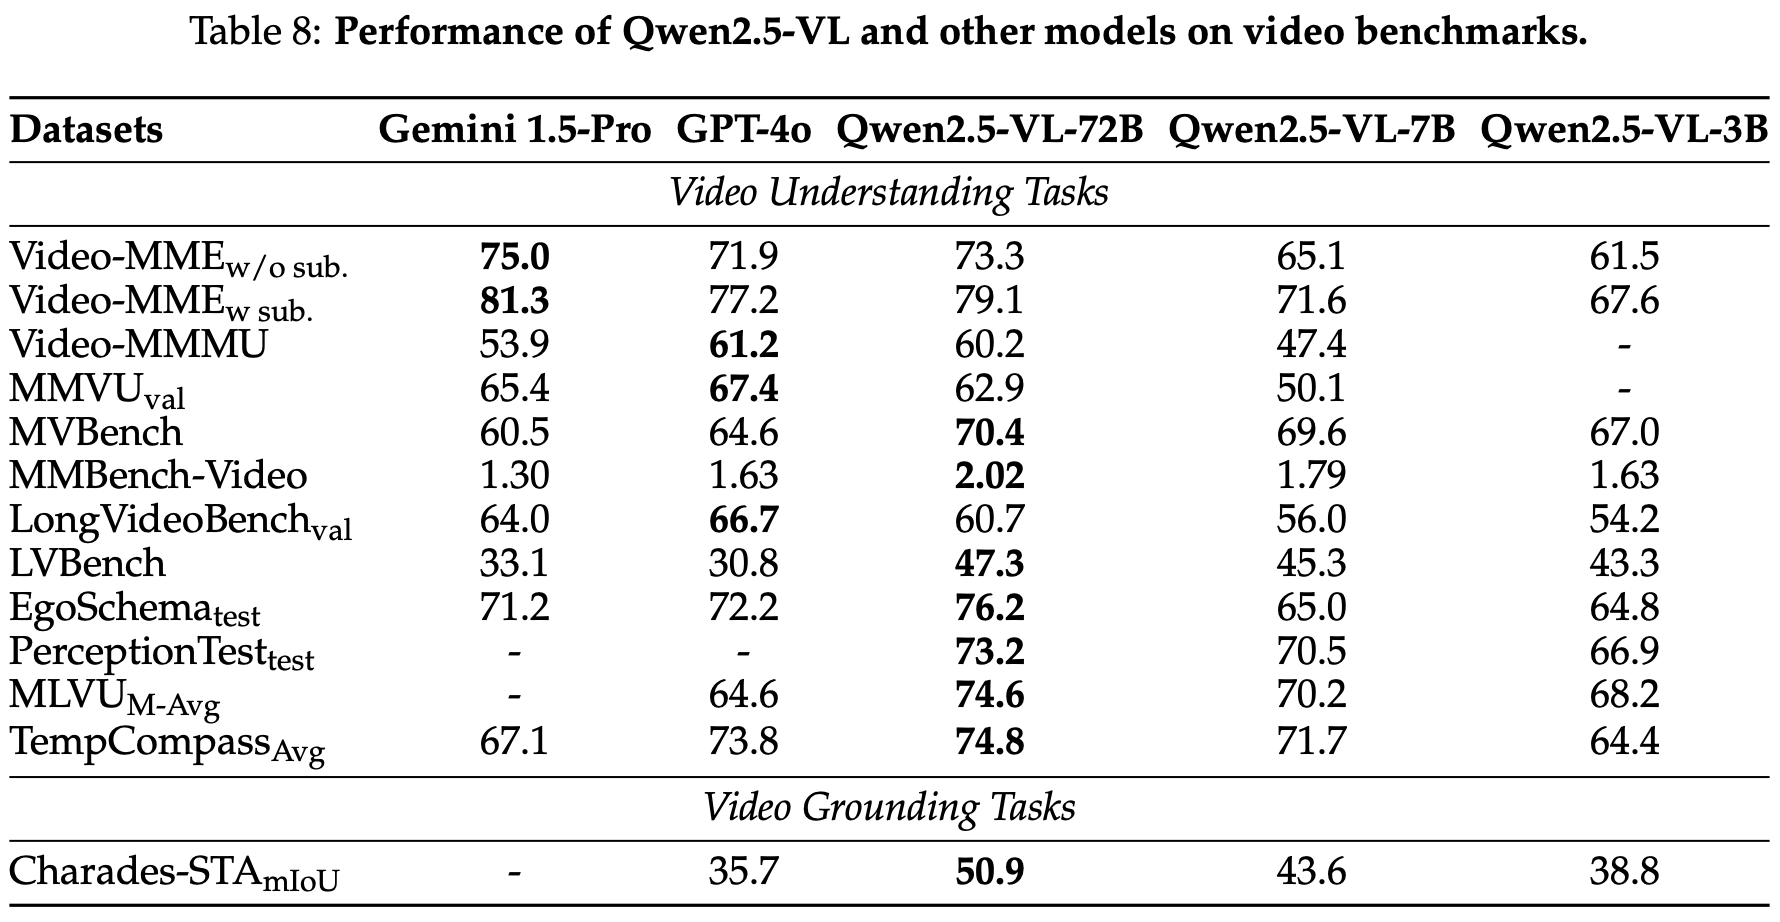 Table 8: Performance of Qwen2.5-VL and other models on video benchmarks.
Datasets Gemini 1.5-Pro GPT-4o Qwen2.5-VL-72B Qwen2.5-VL-7B Qwen2.5-VL-3B
Video Understanding Tasks
Video-MME w/o sub. 75.0 71.9 73.3 65.1 61.5
Video-MME w sub. 81.3 77.2 79.1 71.6 67.6
Video-MMMU 53.9 61.2 60.2 47.4 -
MMVU val 65.4 67.4 62.9 50.1 -
MVBench 60.5 64.6 70.4 69.6 67.0
MMBench-Video 1.30 1.63 2.02 1.79 1.63
LongVideoBench val 64.0 66.7 60.7 56.0 54.2
LVBench 33.1 30.8 47.3 45.3 43.3
EgoSchema test 71.2 72.2 76.2 65.0 64.8
PerceptionTest test - - 73.2 70.5 66.9
MLVU M-Avg - 64.6 74.6 70.2 68.2
TempCompass Avg 67.1 73.8 74.8 71.7 64.4
Video Grounding Tasks
Charades-STA mIoU - 35.7 50.9 43.6 38.8